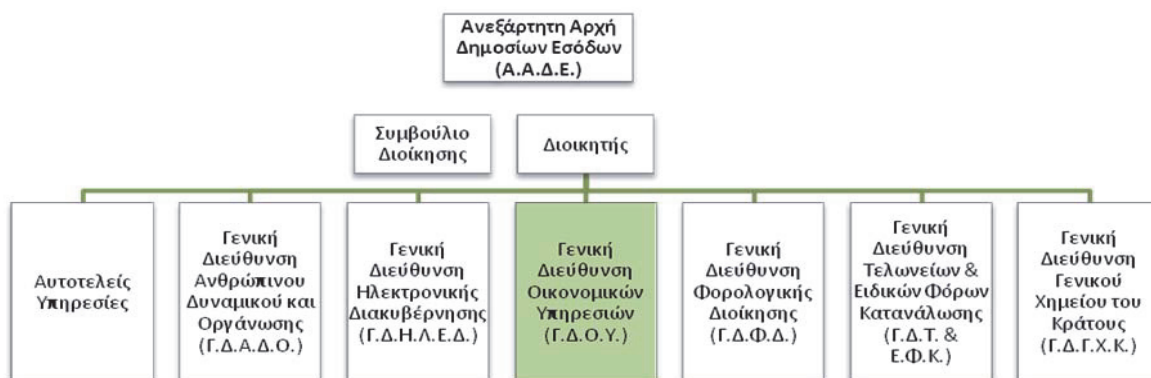 Ανεξάρτητη Αρχή
Δημοσίων Εσόδων
(Α.Α.Δ.Ε.)
Συμβούλιο
Διοίκησης
Διοικητής
Αυτοτελείς
Υπηρεσίες
Γενική
Διεύθυνση
Ανθρώπινου
Δυναμικού και
Οργάνωσης
(Γ.Δ.Α.Δ.Ο.)
Γενική
Διεύθυνση
Ηλεκτρονικής
Διακυβέρνησης
(Γ.Δ.Η.Λ.Ε.Δ.)
Γενική
Διεύθυνση
Οικονομικών
Υπηρεσιών
(Γ.Δ.Ο.Υ.)
Γενική
Διεύθυνση
Φορολογικής
Διοίκησης
(Γ.Δ.Φ.Δ.)
Γενική
Διεύθυνση
Τελωνείων &
Ειδικών Φόρων
Κατανάλωσης
(Γ.Δ.Τ. &
Ε.Φ.Κ.)
Γενική
Διεύθυνση
Γενικού
Χημείου του
Κράτους
(Γ.Δ.Γ.Χ.Κ.)